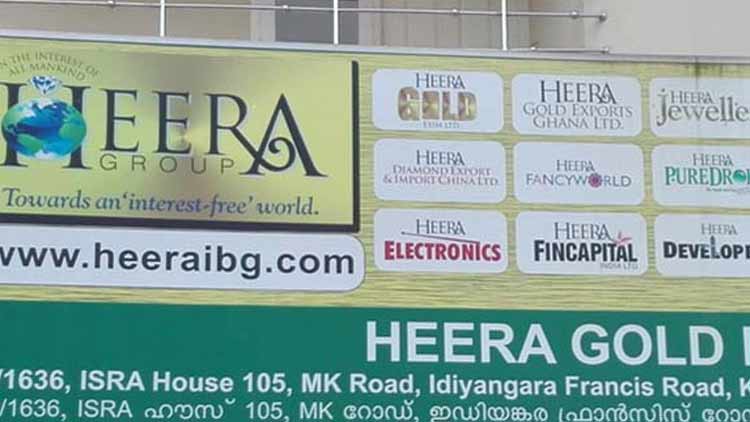 IN THE INTEREST OF
ALL MANKIND
HEERA
GROUP
Towards an 'interest-free' world.
www.heeraibg.com
HEERA
GOLD
EXIM LTD.
HEERA
GOLD EXPORTS
GHANA LTD.
HEERA
Jewelle
HEERA
DIAMOND EXPORT
& IMPORT CHINA LTD.
HEERA
FANCYWORLD
HEERA
PUREDRO
HEERA
ELECTRONICS
HEERA
FINCAPITAL
INDIA LTD.
HEERA
DEVELOP
HEERA GOLD
/1636, ISRA House 105, MK Road, Idiyangara Francis Road, K
/1636, ISRA ഹൗസ് 105, MK റോഡ്, ഇഡിയങ്കര ഫ്രാൻസിസ് റോഡ